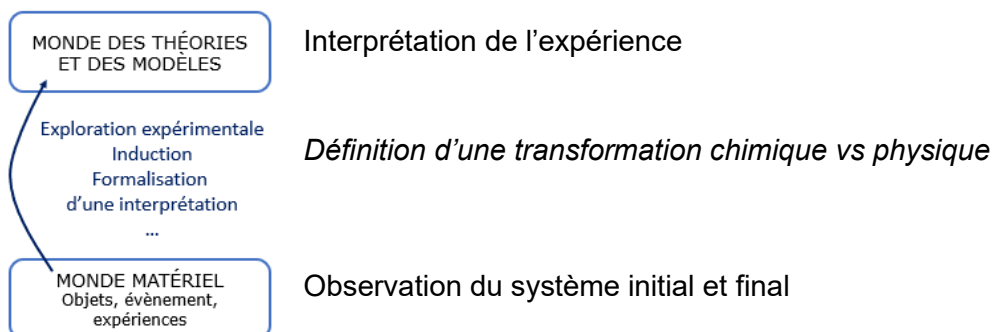 MONDE DES THÉORIES
ET DES MODÈLES
Interprétation de l’expérience
Exploration expérimentale
Induction
Formalisation
d’une interprétation
...
Définition d’une transformation chimique vs physique
MONDE MATÉRIEL
Objets, évènement,
expériences
Observation du système initial et final